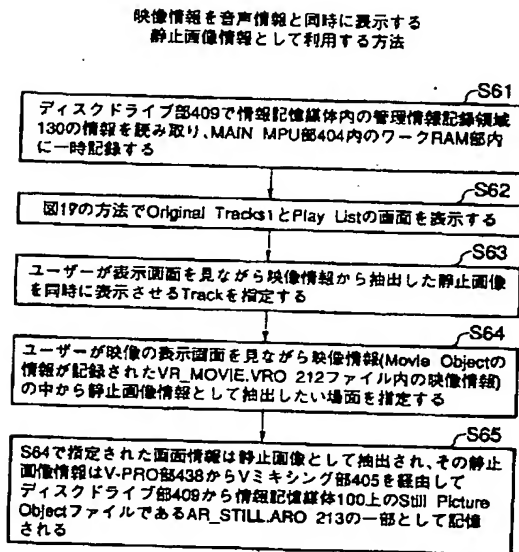 映像情報を音声情報と同時に表示する
静止画像情報として利用する方法
S61
ディスクドライブ部409で情報記憶媒体内の管理情報記録領域
130の情報を読み取り、MAIN MPU部404内のワークRAM部内
に一時記録する
S62
図19の方法でOriginal Tracks1とPlay Listの画面を表示する
S63
ユーザーが表示画面を見ながら映像情報から抽出した静止画像
を同時に表示させるTrackを指定する
S64
ユーザーが映像の表示画面を見ながら映像情報(Movie Objectの
情報が記録されたVR_MOVIE.VRO 212ファイル内の映像情報)
の中から静止画像情報として抽出したい場面を指定する
S65
S64で指定された画面情報は静止画像として抽出され、その静止
画像情報はV-PRO部438からVミキシング部405を経由して
ディスクドライブ部409から情報記憶媒体100上のStill Picture
ObjectファイルであるAR_STILL.ARO 213の一部として記憶
される